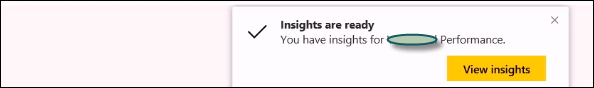 Insights are ready
You have insights for Performance.
View insights